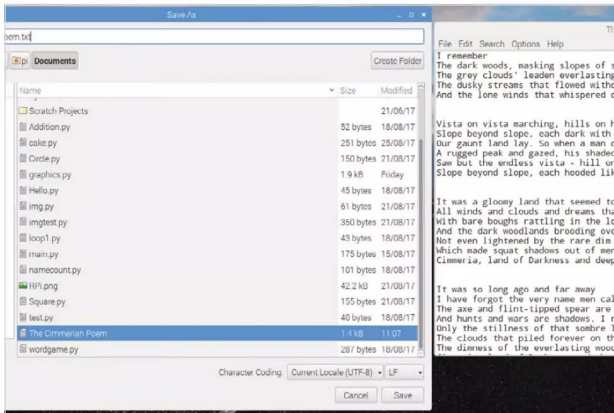 Save As
oem.txt
pi Documents Create Folder
Name Size Modified
Scratch Projects 21/06/17
Addition.py 52 bytes 18/08/17
cake.py 251 bytes 25/08/17
Circle.py 150 bytes 21/08/17
graphics.py 1.9 kB Friday
Hello.py 45 bytes 18/08/17
img.py 61 bytes 21/08/17
imgtest.py 350 bytes 21/08/17
loop1.py 43 bytes 18/08/17
main.py 175 bytes 15/08/17
namecount.py 101 bytes 18/08/17
RPi.png 42.2 kB 21/08/17
Square.py 155 bytes 21/08/17
test.py 40 bytes 18/08/17
The Cimmerian Poem 1.4 kB 11:07
wordgame.py 287 bytes 18/08/17
Character Coding: Current Locale (UTF-8) LF
Cancel Save
Th
File Edit Search Options Help
I remember
The dark woods, masking slopes of s
The grey clouds' leaden everlasting
The dusky streams that flowed witho
And the lone winds that whispered d
Vista on vista marching, hills on h
Slope beyond slope, each dark with
Our gaunt land lay. So when a man c
A rugged peak and gazed, his shaded
Saw but the endless vista - hill on
Slope beyond slope, each hooded lik
It was a gloomy land that seemed to
All winds and clouds and dreams tha
With bare boughs rattling in the lo
And the dark woodlands brooding ove
Not even lightened by the rare dim
Which made squat shadows out of men
Cimmeria, land of Darkness and deep
It was so long ago and far away
I have forgot the very name men cal
The axe and flint-tipped spear are
And hunts and wars are shadows. I r
Only the stillness of that sombre l
The clouds that piled forever on th
The dimness of the everlasting wood